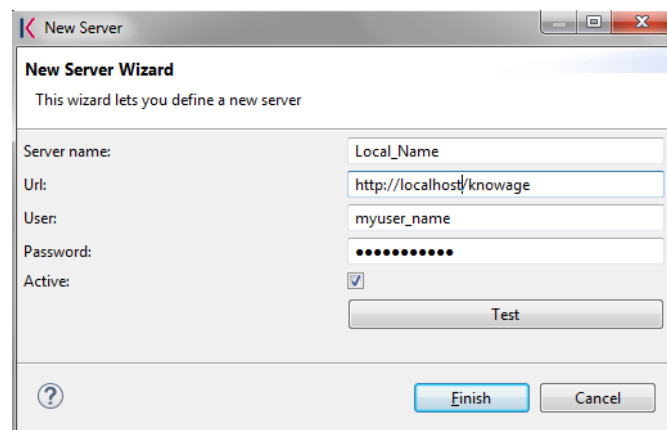 New Server
New Server Wizard
This wizard lets you define a new server
Server name: Local_Name
Url: http://localhost/knowage
User: myuser_name
Password: ●●●●●●●●●●●
Active:
Test
Finish Cancel